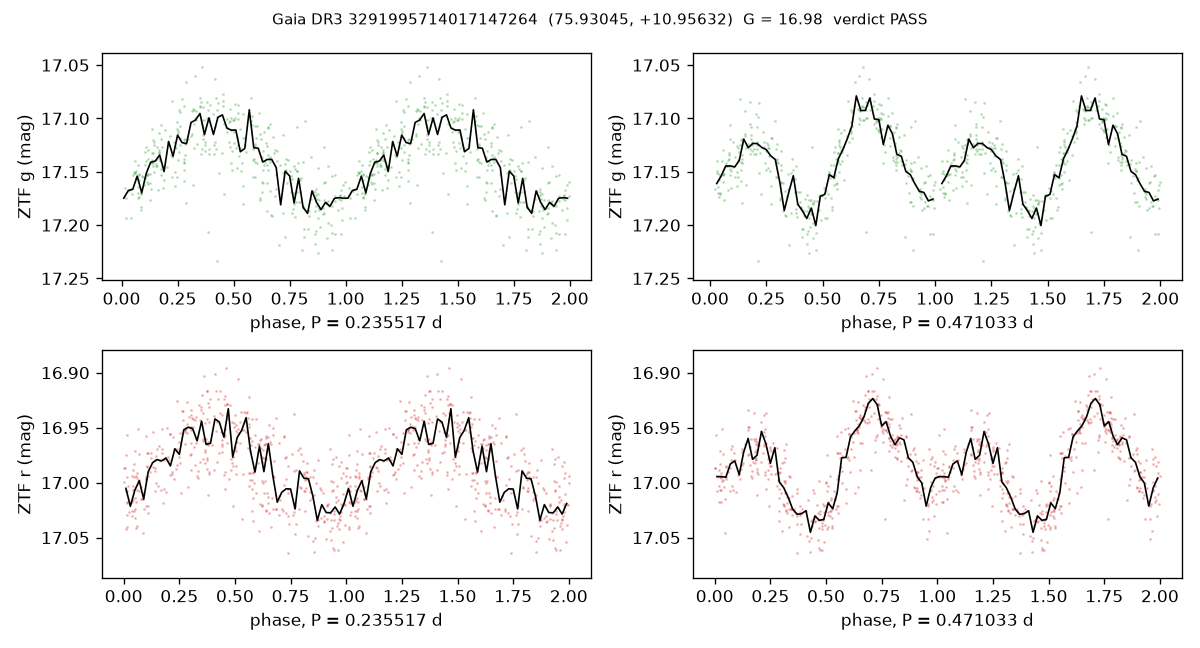 Gaia DR3 3291995714017147264 (75.93045, +10.95632) G = 16.98 verdict PASS
ZTF g (mag)
17.05
17.10
17.15
17.20
17.25
0.00 0.25 0.50 0.75 1.00 1.25 1.50 1.75 2.00
phase, P = 0.235517 d
ZTF g (mag)
17.05
17.10
17.15
17.20
17.25
0.00 0.25 0.50 0.75 1.00 1.25 1.50 1.75 2.00
phase, P = 0.471033 d
ZTF r (mag)
16.90
16.95
17.00
17.05
0.00 0.25 0.50 0.75 1.00 1.25 1.50 1.75 2.00
phase, P = 0.235517 d
ZTF r (mag)
16.90
16.95
17.00
17.05
0.00 0.25 0.50 0.75 1.00 1.25 1.50 1.75 2.00
phase, P = 0.471033 d